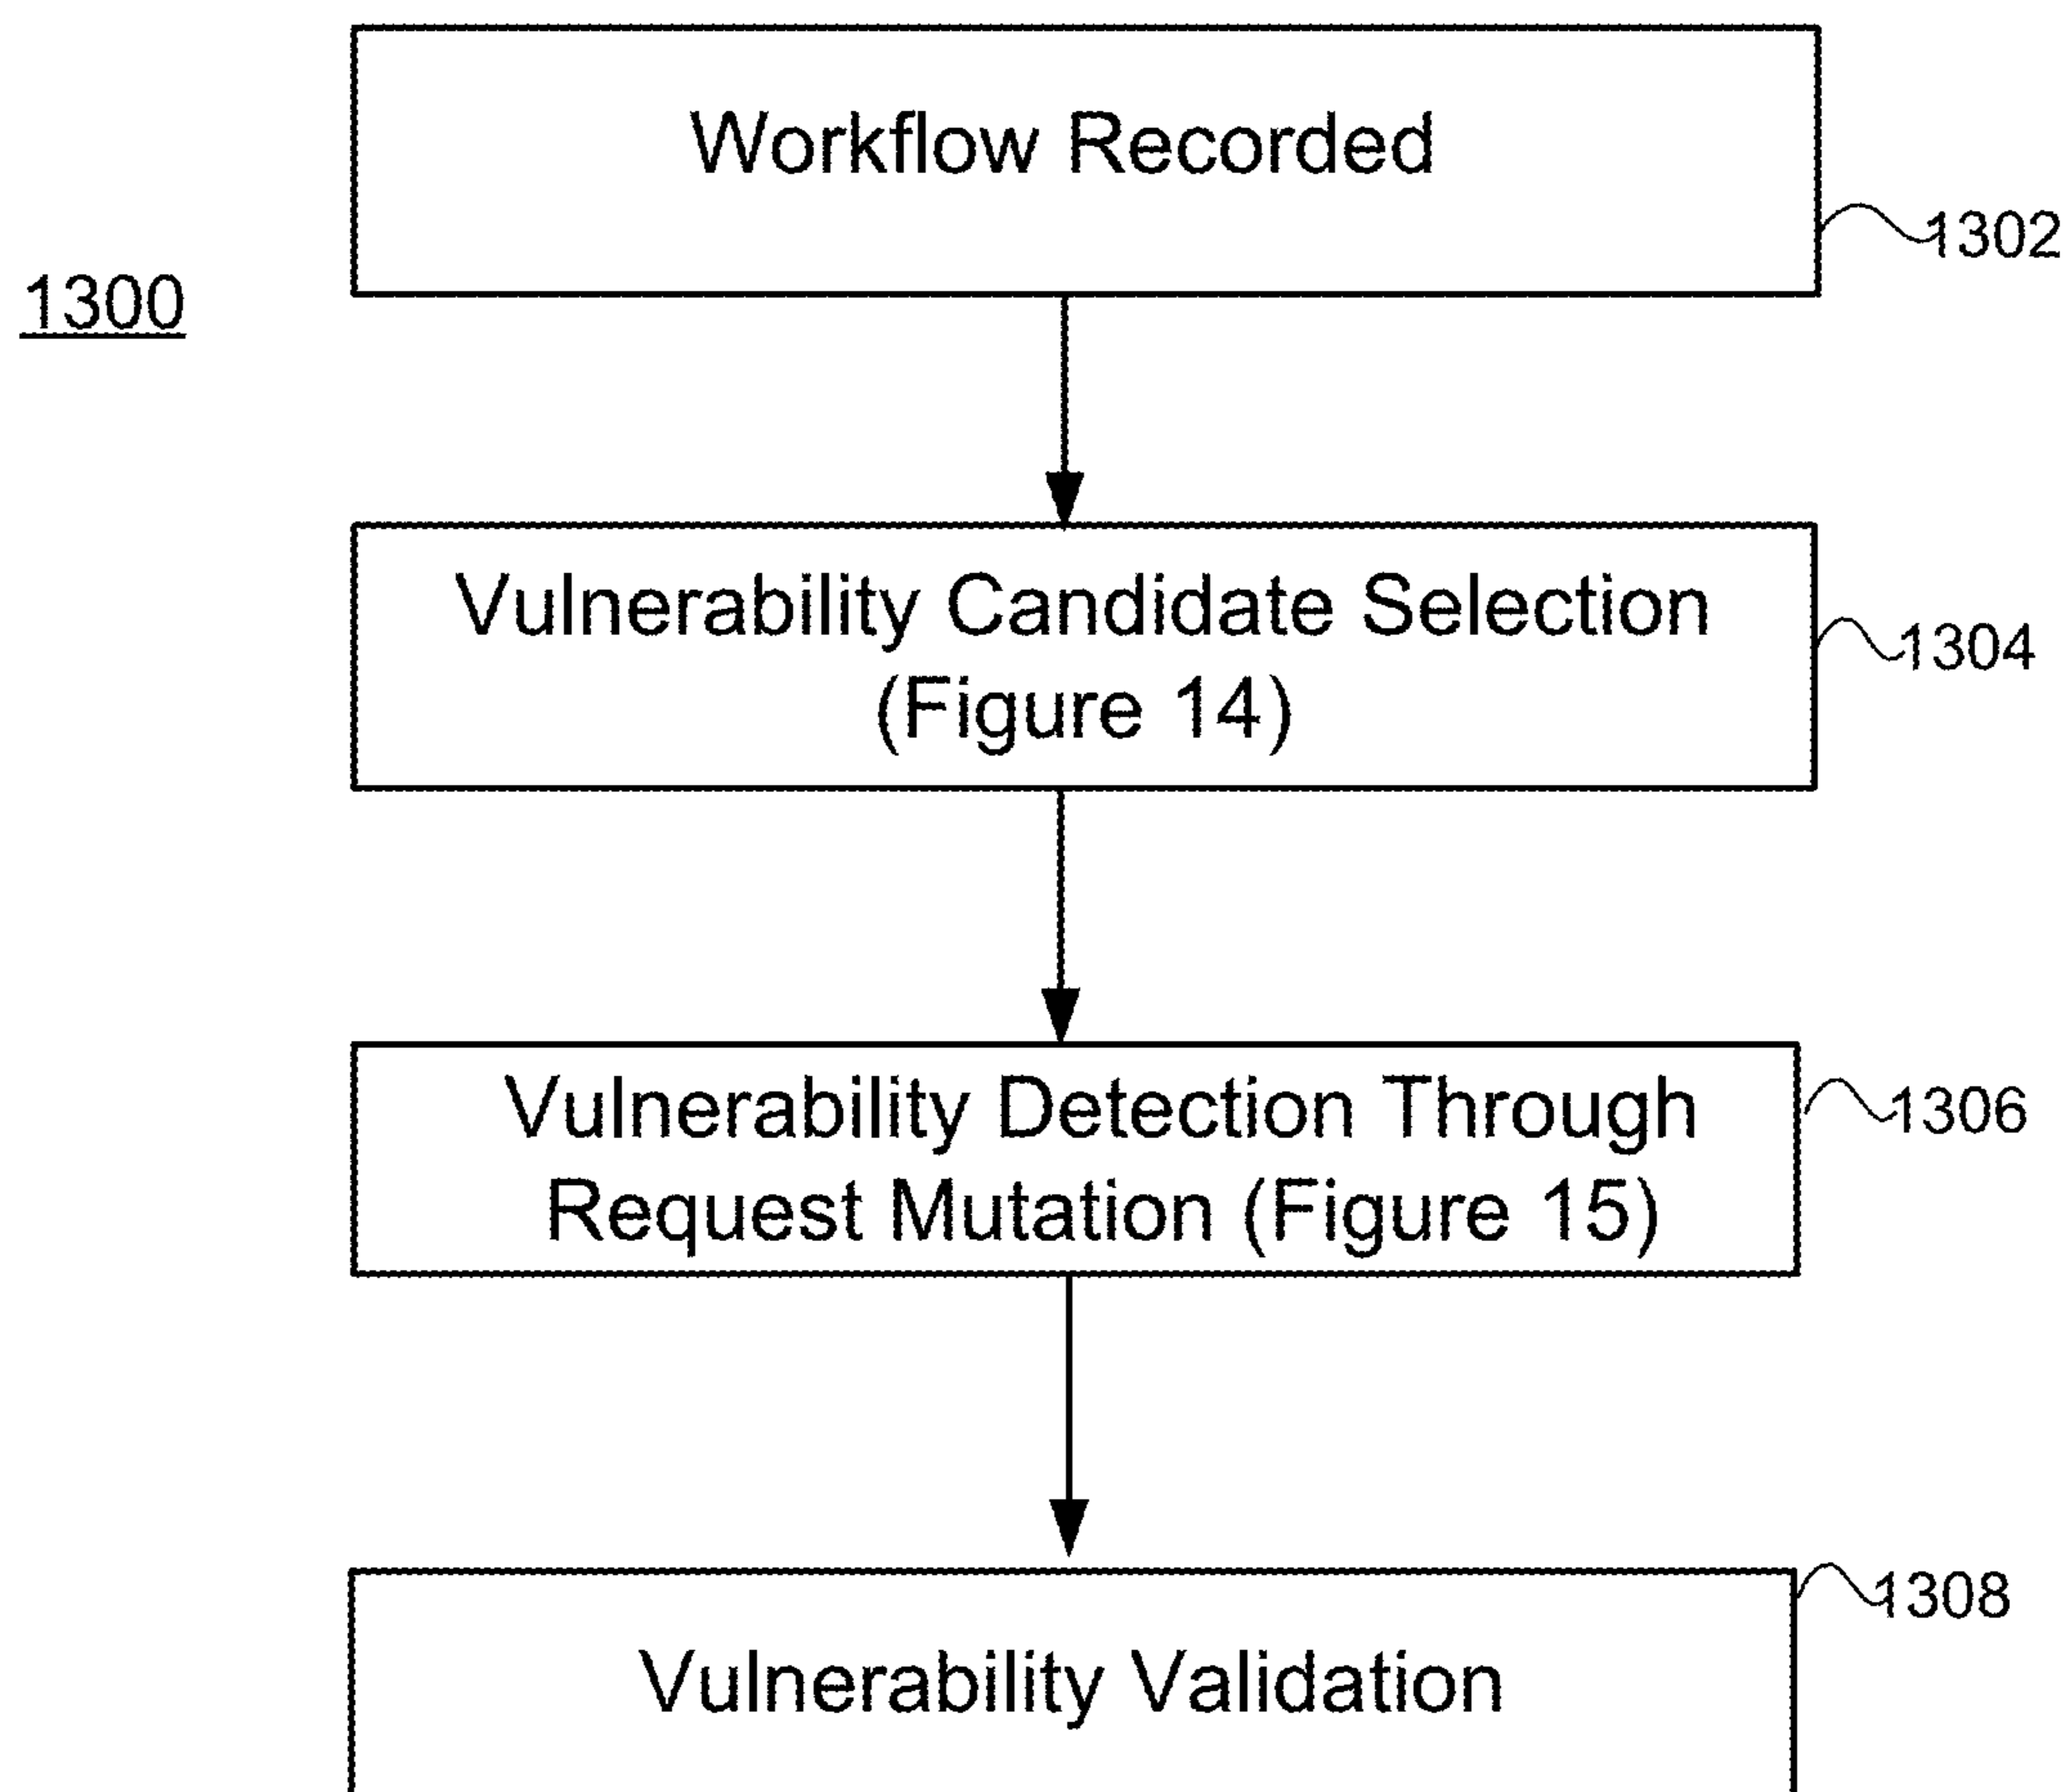 Workflow Recorded
1302
1300
Vulnerability Candidate Selection
(Figure 14)
1304
Vulnerability Detection Through
Request Mutation (Figure 15)
1306
1308
Vulnerability Validation